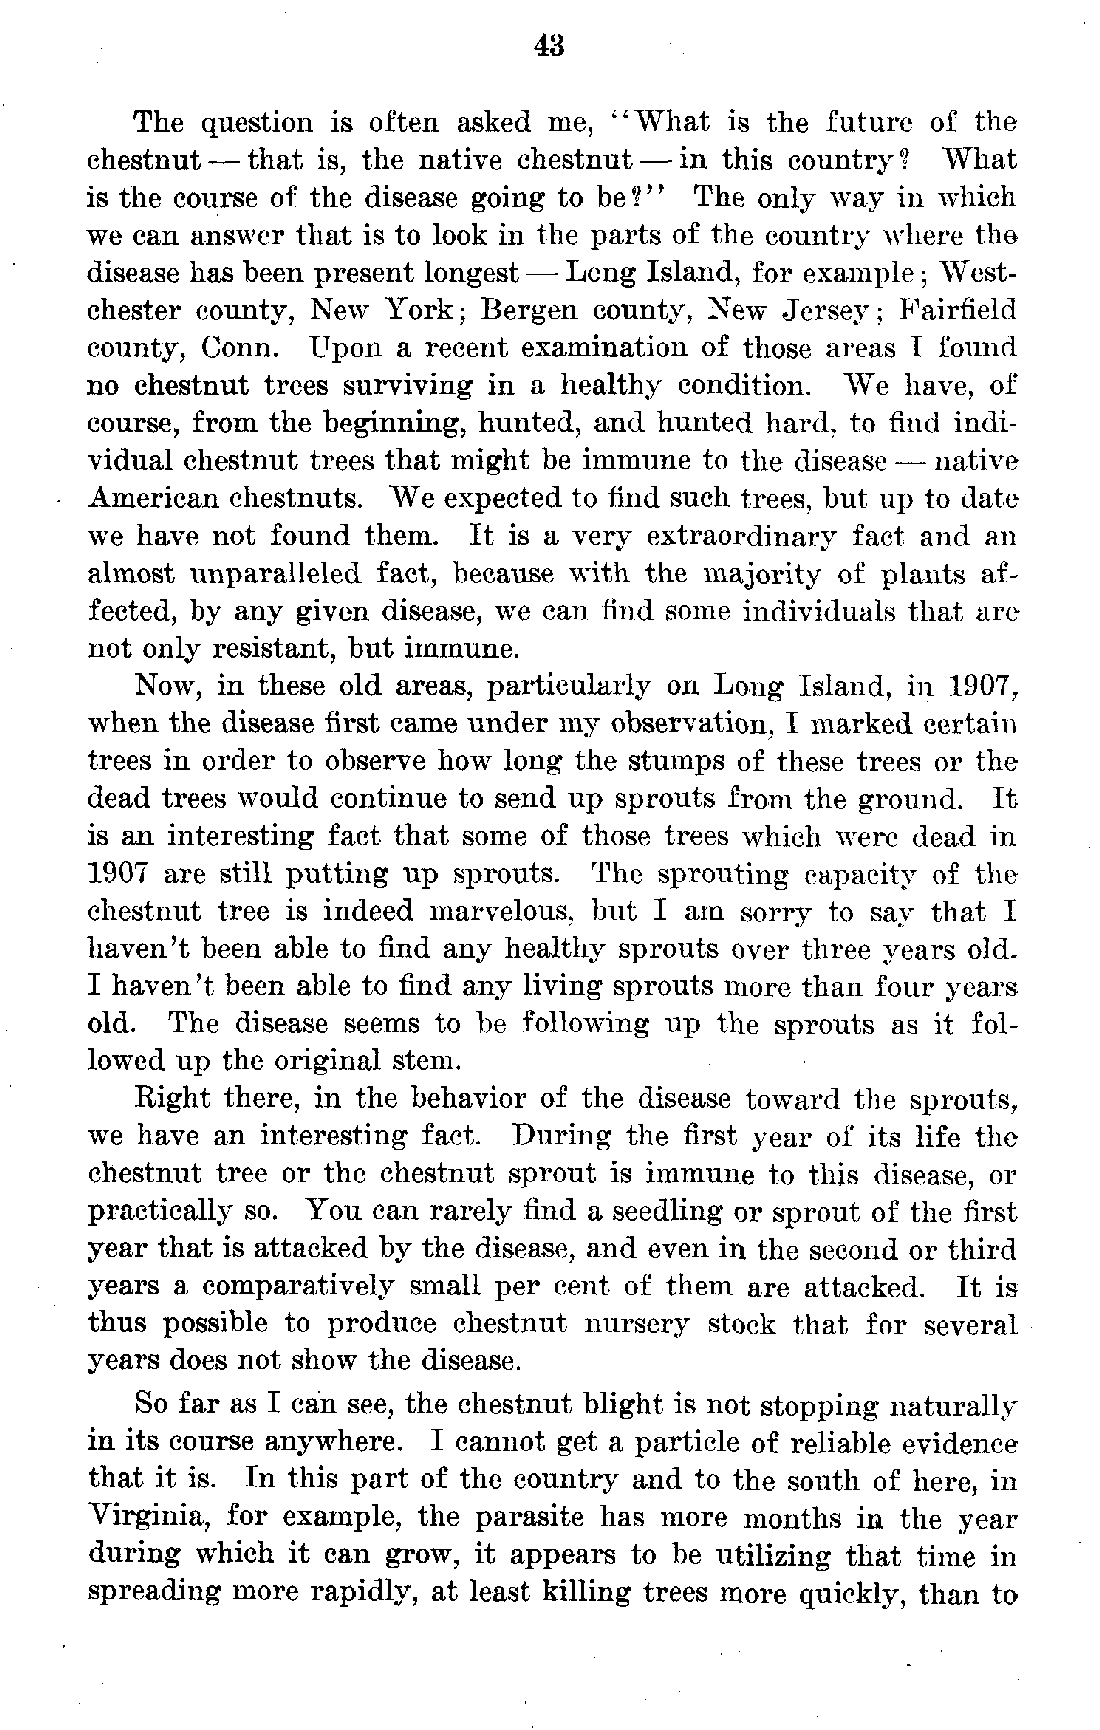 43
The question is often asked me, "What is the future of the
chestnut — that is, the native chestnut — in this country? What
is the course of the disease going to be?" The only way in which
we can answer that is to look in the parts of the country where the
disease has been present longest — Long Island, for example; West-
chester county, New York; Bergen county, New Jersey; Fairfield
county, Conn. Upon a recent examination of those areas I found
no chestnut trees surviving in a healthy condition. We have, of
course, from the beginning, hunted, and hunted hard, to find indi-
vidual chestnut trees that might be immune to the disease — native
American chestnuts. We expected to find such trees, but up to date
we have not found them. It is a very extraordinary fact and an
almost unparalleled fact, because with the majority of plants af-
fected, by any given disease, we can find some individuals that are
not only resistant, but immune.
Now, in these old areas, particularly on Long Island, in 1907,
when the disease first came under my observation, I marked certain
trees in order to observe how long the stumps of these trees or the
dead trees would continue to send up sprouts from the ground. It
is an interesting fact that some of those trees which were dead in
1907 are still putting up sprouts. The sprouting capacity of the
chestnut tree is indeed marvelous, but I am sorry to say that I
haven't been able to find any healthy sprouts over three years old.
I haven't been able to find any living sprouts more than four years
old. The disease seems to be following up the sprouts as it fol-
lowed up the original stem.
Right there, in the behavior of the disease toward the sprouts,
we have an interesting fact. During the first year of its life the
chestnut tree or the chestnut sprout is immune to this disease, or
practically so. You can rarely find a seedling or sprout of the first
year that is attacked by the disease, and even in the second or third
years a comparatively small per cent of them are attacked. It is
thus possible to produce chestnut nursery stock that for several
years does not show the disease.
So far as I can see, the chestnut blight is not stopping naturally
in its course anywhere. I cannot get a particle of reliable evidence
that it is. In this part of the country and to the south of here, in
Virginia, for example, the parasite has more months in the year
during which it can grow, it appears to be utilizing that time in
spreading more rapidly, at least killing trees more quickly, than to